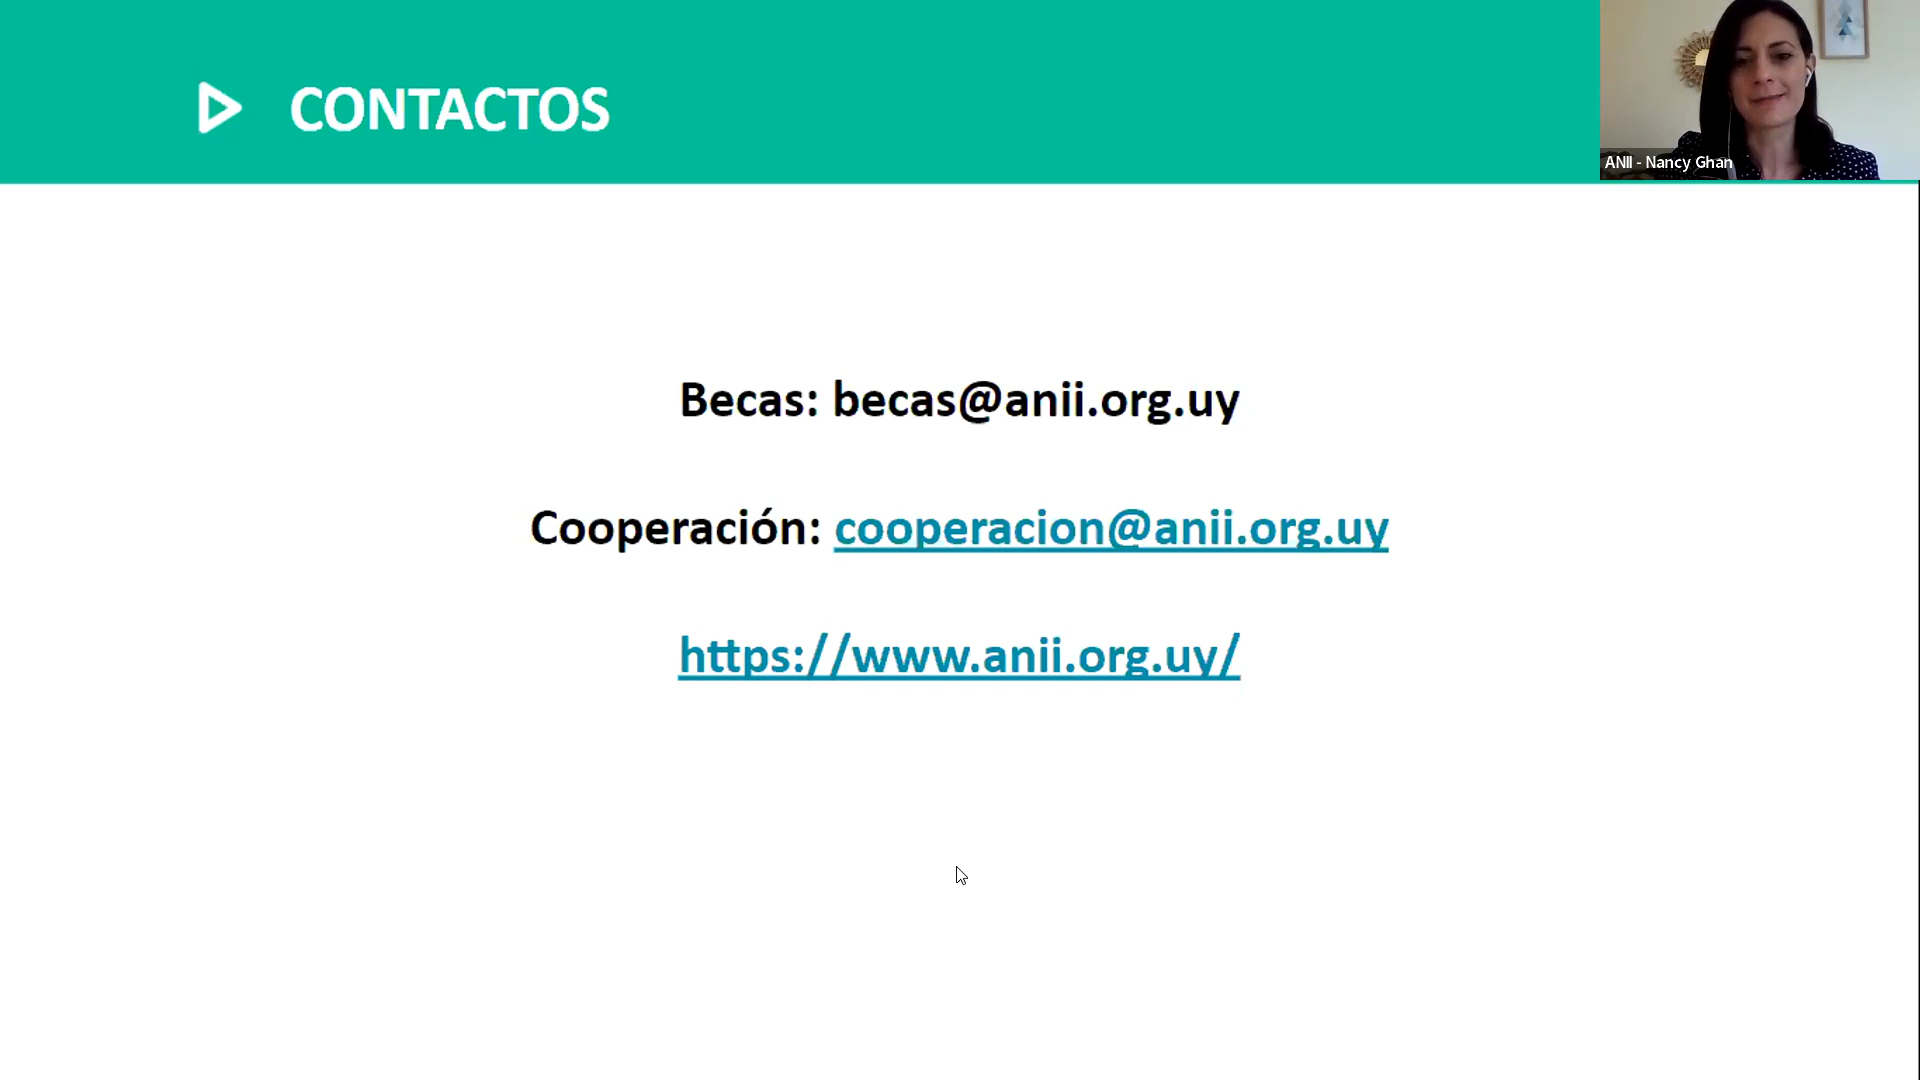 CONTACTOS
ANII - Nancy Ghan
Becas: becas@anii.org.uy
Cooperación: cooperacion@anii.org.uy
https://www.anii.org.uy/